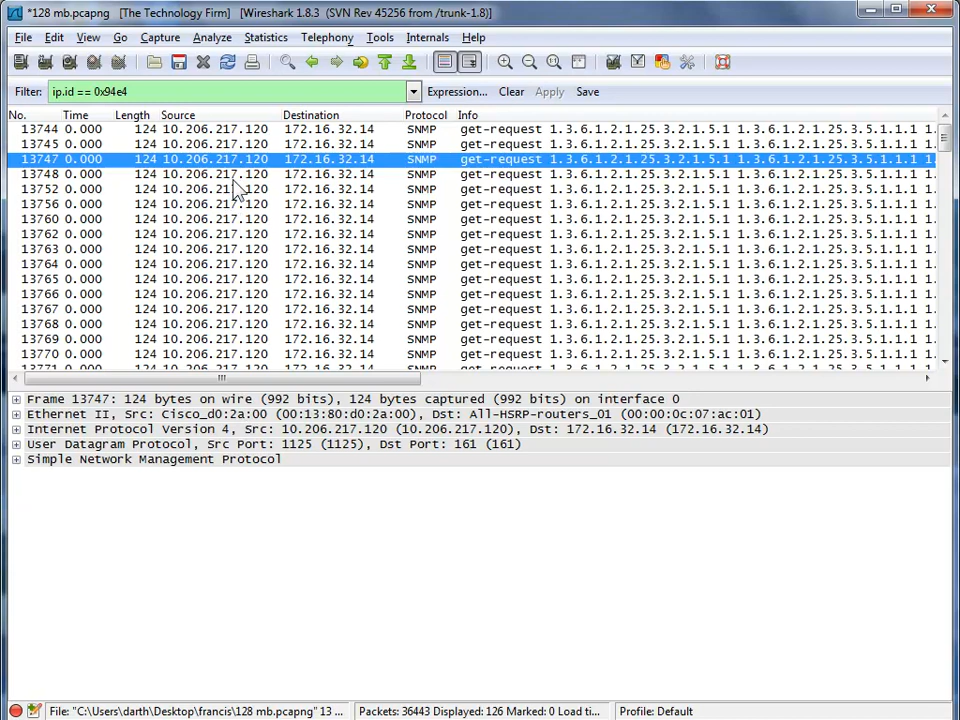 *128 mb.pcapng [The Technology Firm] [Wireshark 1.8.3 (SVN Rev 45256 from /trunk-1.8)]
File Edit View Go Capture Analyze Statistics Telephony Tools Internals Help
Filter: ip.id == 0x94e4 Expression... Clear Apply Save
No. Time Length Source Destination Protocol Info
13744 0.000 124 10.206.217.120 172.16.32.14 SNMP get-request 1.3.6.1.2.1.25.3.2.1.5.1 1.3.6.1.2.1.25.3.5.1.1.1 1.
13745 0.000 124 10.206.217.120 172.16.32.14 SNMP get-request 1.3.6.1.2.1.25.3.2.1.5.1 1.3.6.1.2.1.25.3.5.1.1.1 1.
13747 0.000 124 10.206.217.120 172.16.32.14 SNMP get-request 1.3.6.1.2.1.25.3.2.1.5.1 1.3.6.1.2.1.25.3.5.1.1.1 1.
13748 0.000 124 10.206.217.120 172.16.32.14 SNMP get-request 1.3.6.1.2.1.25.3.2.1.5.1 1.3.6.1.2.1.25.3.5.1.1.1 1.
13752 0.000 124 10.206.217.120 172.16.32.14 SNMP get-request 1.3.6.1.2.1.25.3.2.1.5.1 1.3.6.1.2.1.25.3.5.1.1.1 1.
13756 0.000 124 10.206.217.120 172.16.32.14 SNMP get-request 1.3.6.1.2.1.25.3.2.1.5.1 1.3.6.1.2.1.25.3.5.1.1.1 1.
13760 0.000 124 10.206.217.120 172.16.32.14 SNMP get-request 1.3.6.1.2.1.25.3.2.1.5.1 1.3.6.1.2.1.25.3.5.1.1.1 1.
13762 0.000 124 10.206.217.120 172.16.32.14 SNMP get-request 1.3.6.1.2.1.25.3.2.1.5.1 1.3.6.1.2.1.25.3.5.1.1.1 1.
13763 0.000 124 10.206.217.120 172.16.32.14 SNMP get-request 1.3.6.1.2.1.25.3.2.1.5.1 1.3.6.1.2.1.25.3.5.1.1.1 1.
13764 0.000 124 10.206.217.120 172.16.32.14 SNMP get-request 1.3.6.1.2.1.25.3.2.1.5.1 1.3.6.1.2.1.25.3.5.1.1.1 1.
13765 0.000 124 10.206.217.120 172.16.32.14 SNMP get-request 1.3.6.1.2.1.25.3.2.1.5.1 1.3.6.1.2.1.25.3.5.1.1.1 1.
13766 0.000 124 10.206.217.120 172.16.32.14 SNMP get-request 1.3.6.1.2.1.25.3.2.1.5.1 1.3.6.1.2.1.25.3.5.1.1.1 1.
13767 0.000 124 10.206.217.120 172.16.32.14 SNMP get-request 1.3.6.1.2.1.25.3.2.1.5.1 1.3.6.1.2.1.25.3.5.1.1.1 1.
13768 0.000 124 10.206.217.120 172.16.32.14 SNMP get-request 1.3.6.1.2.1.25.3.2.1.5.1 1.3.6.1.2.1.25.3.5.1.1.1 1.
13769 0.000 124 10.206.217.120 172.16.32.14 SNMP get-request 1.3.6.1.2.1.25.3.2.1.5.1 1.3.6.1.2.1.25.3.5.1.1.1 1.
13770 0.000 124 10.206.217.120 172.16.32.14 SNMP get-request 1.3.6.1.2.1.25.3.2.1.5.1 1.3.6.1.2.1.25.3.5.1.1.1 1.
Frame 13747: 124 bytes on wire (992 bits), 124 bytes captured (992 bits) on interface 0
Ethernet II, Src: Cisco_d0:2a:00 (00:13:80:d0:2a:00), Dst: All-HSRP-routers_01 (00:00:0c:07:ac:01)
Internet Protocol Version 4, Src: 10.206.217.120 (10.206.217.120), Dst: 172.16.32.14 (172.16.32.14)
User Datagram Protocol, Src Port: 1125 (1125), Dst Port: 161 (161)
Simple Network Management Protocol
File: "C:\Users\darth\Desktop\francis\128 mb.pcapng" 13 ... Packets: 36443 Displayed: 126 Marked: 0 Load ti... Profile: Default